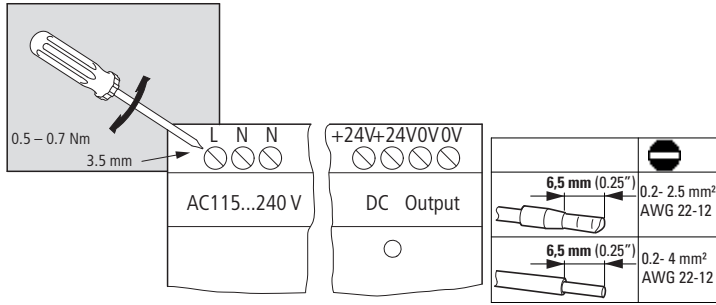 0.5 – 0.7 Nm
3.5 mm
L N N
+24V+24V0V0V
AC115...240 V
DC Output
6,5 mm (0.25")
0.2- 2.5 mm²
AWG 22-12
6,5 mm (0.25")
0.2- 4 mm²
AWG 22-12